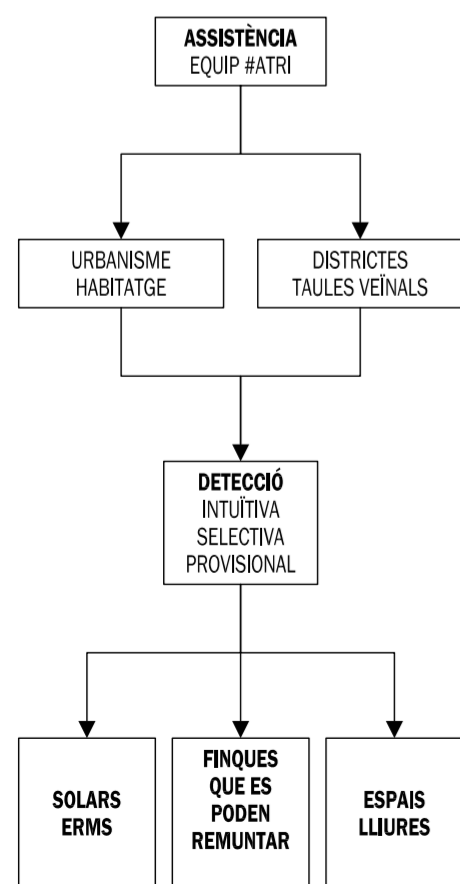 ASSISTÈNCIA
EQUIP #ATRI
URBANISME
HABITATGE
DISTRICTES
TAULES VEÏNALS
DETECCIÓ
INTUÏTIVA
SELECTIVA
PROVISIONAL
SOLARS
ERMS
FINQUES
QUE ES
PODEN
REMUNTAR
ESPAIS
LLIURES